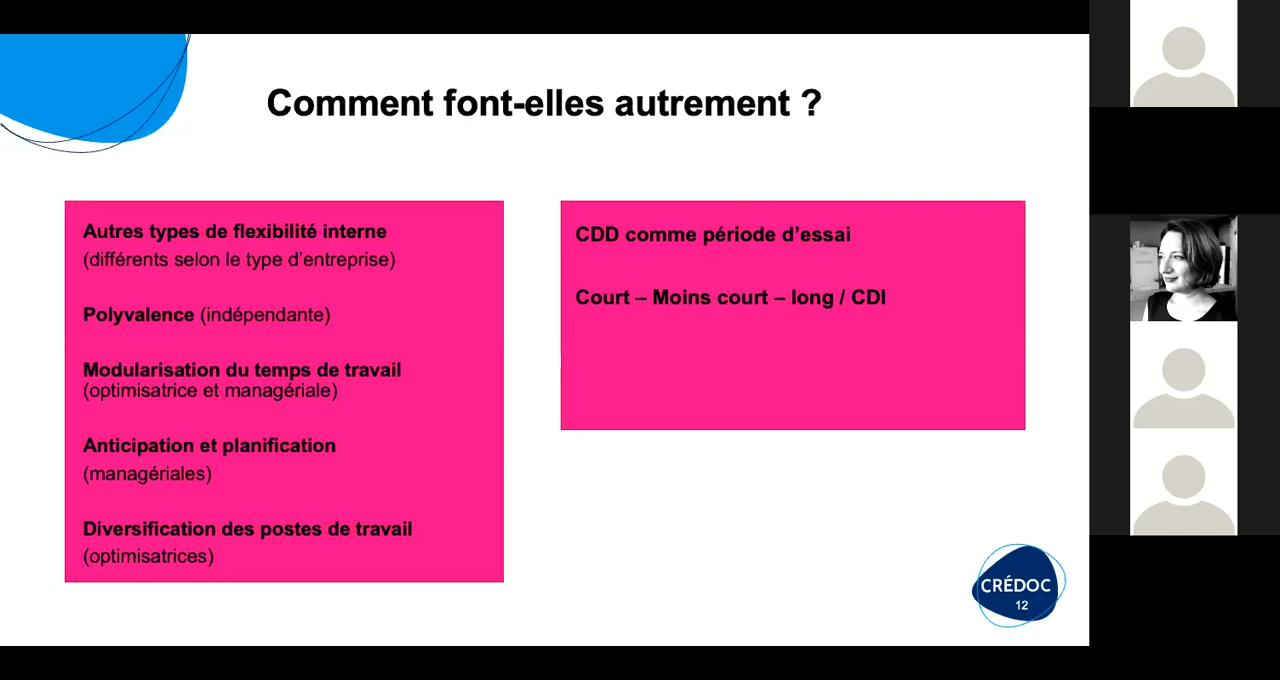 Comment font-elles autrement ?
Autres types de flexibilité interne
(différents selon le type d’entreprise)
Polyvalence (indépendante)
Modularisation du temps de travail
(optimisatrice et managériale)
Anticipation et planification
(managériales)
Diversification des postes de travail
(optimisatrices)
CDD comme période d’essai
Court – Moins court – long / CDI
CRÉDOC
12